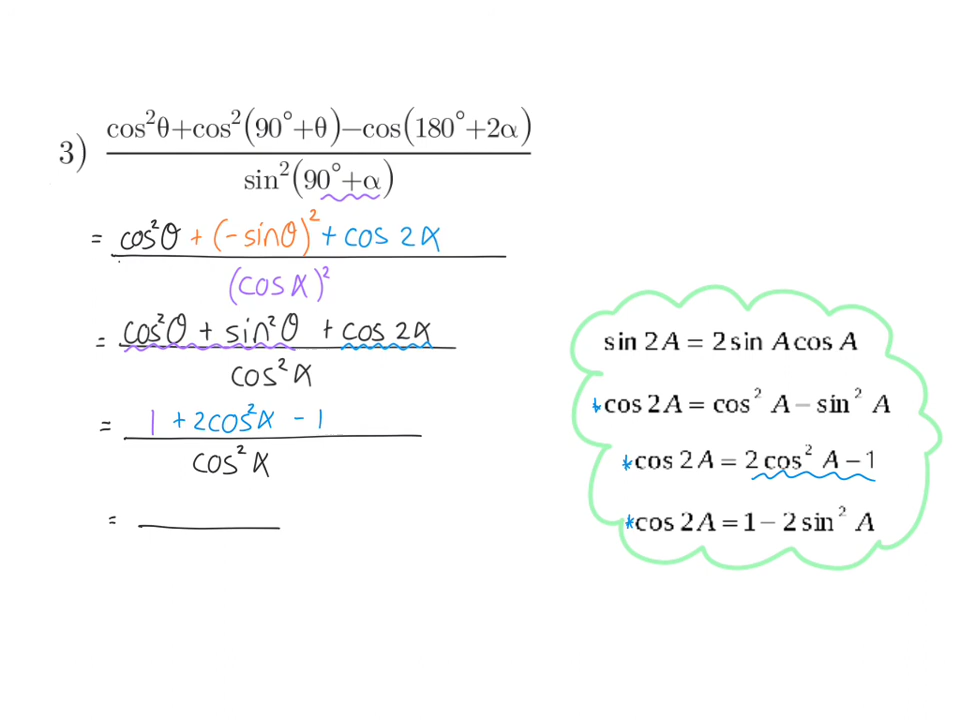 3) cos²θ+cos²(90°+θ)−cos(180°+2α)
sin²(90°+α)
= cos²θ + (-sinθ)² + cos 2α
(cos α)²
= cos²θ + sin²θ + cos 2α
cos²α
= 1 + 2cos²α - 1
cos²α
=
sin 2A = 2 sin A cos A
*cos 2A = cos² A − sin² A
*cos 2A = 2 cos² A − 1
*cos 2A = 1 − 2 sin² A